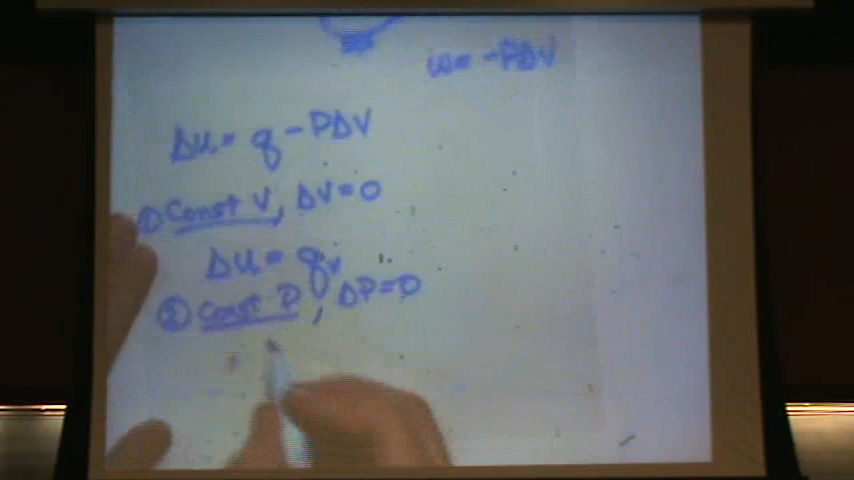 w = -PΔV
ΔU = q - PΔV
① Const V, ΔV = 0
ΔU = qᵥ
② Const P, ΔP = 0